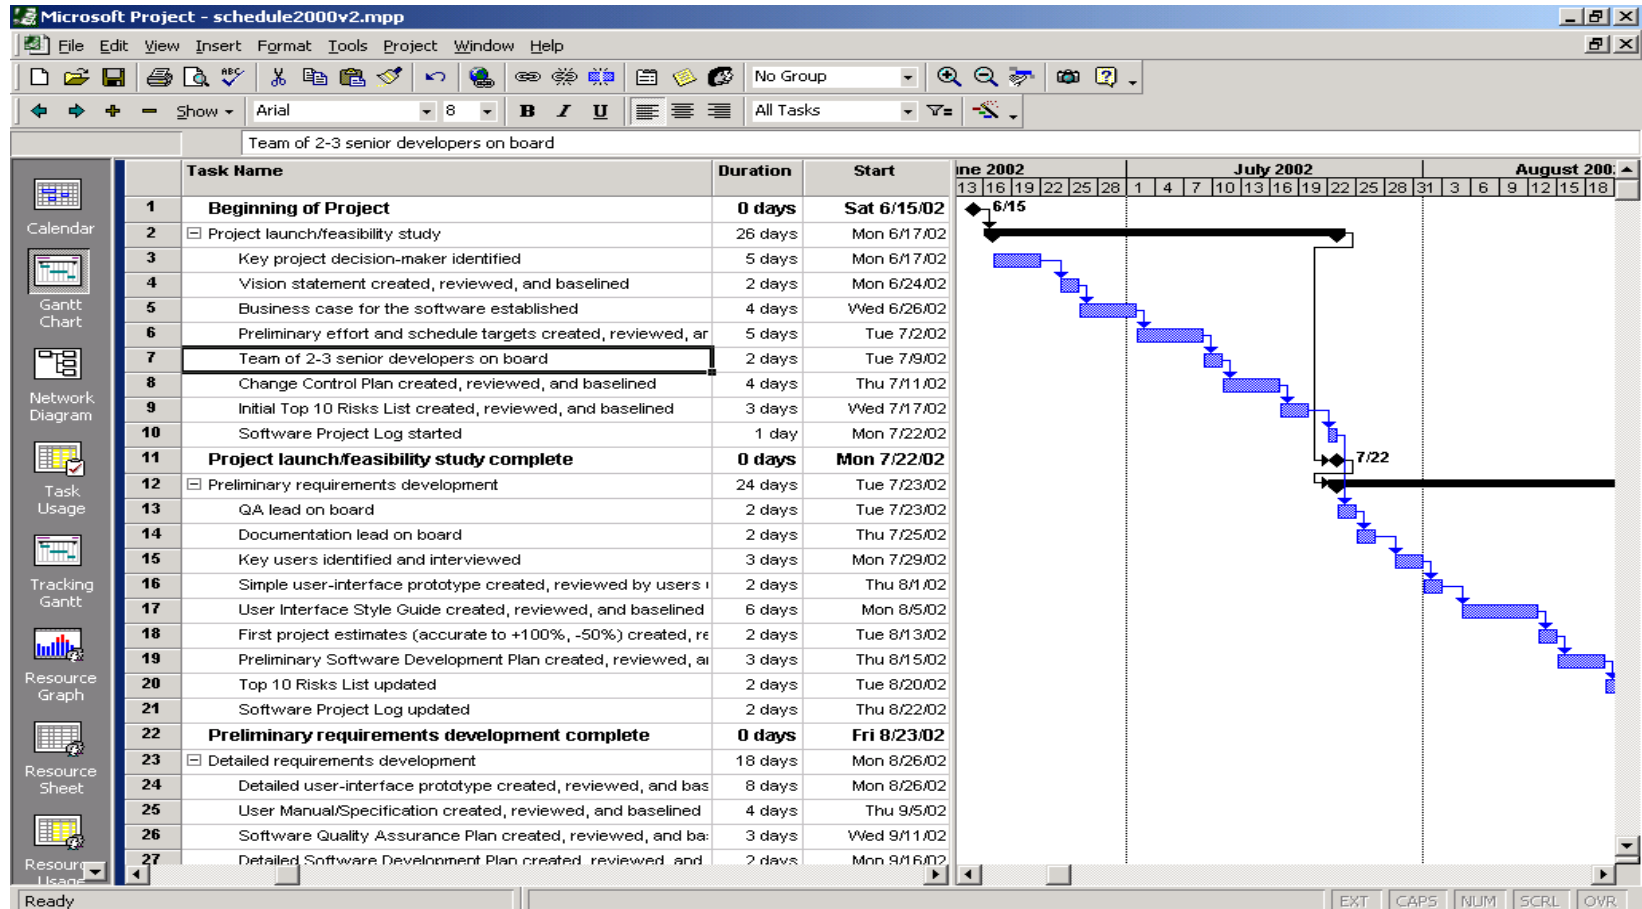 Microsoft Project - schedule2000v2.mpp
File Edit View Insert Format Tools Project Window Help
ABC No Group
Show Arial 8 B I U All Tasks
Team of 2-3 senior developers on board
Task Name Duration Start
June 2002 July 2002 August 200
13 16 19 22 25 28 1 4 7 10 13 16 19 22 25 28 31 3 6 9 12 15 18
1 Beginning of Project 0 days Sat 6/15/02 6/15
2 Project launch/feasibility study 26 days Mon 6/17/02
3 Key project decision-maker identified 5 days Mon 6/17/02
4 Vision statement created, reviewed, and baselined 2 days Mon 6/24/02
5 Business case for the software established 4 days Wed 6/26/02
6 Preliminary effort and schedule targets created, reviewed, ar 5 days Tue 7/2/02
7 Team of 2-3 senior developers on board 2 days Tue 7/9/02
8 Change Control Plan created, reviewed, and baselined 4 days Thu 7/11/02
9 Initial Top 10 Risks List created, reviewed, and baselined 3 days Wed 7/17/02
10 Software Project Log started 1 day Mon 7/22/02
11 Project launch/feasibility study complete 0 days Mon 7/22/02 7/22
12 Preliminary requirements development 24 days Tue 7/23/02
13 QA lead on board 2 days Tue 7/23/02
14 Documentation lead on board 2 days Thu 7/25/02
15 Key users identified and interviewed 3 days Mon 7/29/02
16 Simple user-interface prototype created, reviewed by users 2 days Thu 8/1/02
17 User Interface Style Guide created, reviewed, and baselined 6 days Mon 8/5/02
18 First project estimates (accurate to +100%, -50%) created, re 2 days Tue 8/13/02
19 Preliminary Software Development Plan created, reviewed, ai 3 days Thu 8/15/02
20 Top 10 Risks List updated 2 days Tue 8/20/02
21 Software Project Log updated 2 days Thu 8/22/02
22 Preliminary requirements development complete 0 days Fri 8/23/02
23 Detailed requirements development 18 days Mon 8/26/02
24 Detailed user-interface prototype created, reviewed, and bas 8 days Mon 8/26/02
25 User Manual/Specification created, reviewed, and baselined 4 days Thu 9/5/02
26 Software Quality Assurance Plan created, reviewed, and ba 3 days Wed 9/11/02
27 Detailed Software Development Plan created, reviewed, and 2 days Mon 9/16/02
Calendar
Gantt
Chart
Network
Diagram
Task
Usage
Tracking
Gantt
Resource
Graph
Resource
Sheet
Resource
Usage
Ready EXT CAPS NUM SCRL OVR